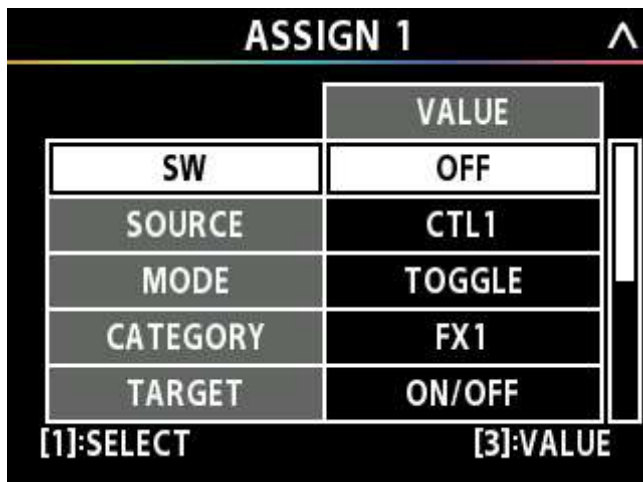 ASSIGN 1
VALUE
SW OFF
SOURCE CTL1
MODE TOGGLE
CATEGORY FX1
TARGET ON/OFF
[1]:SELECT [3]:VALUE